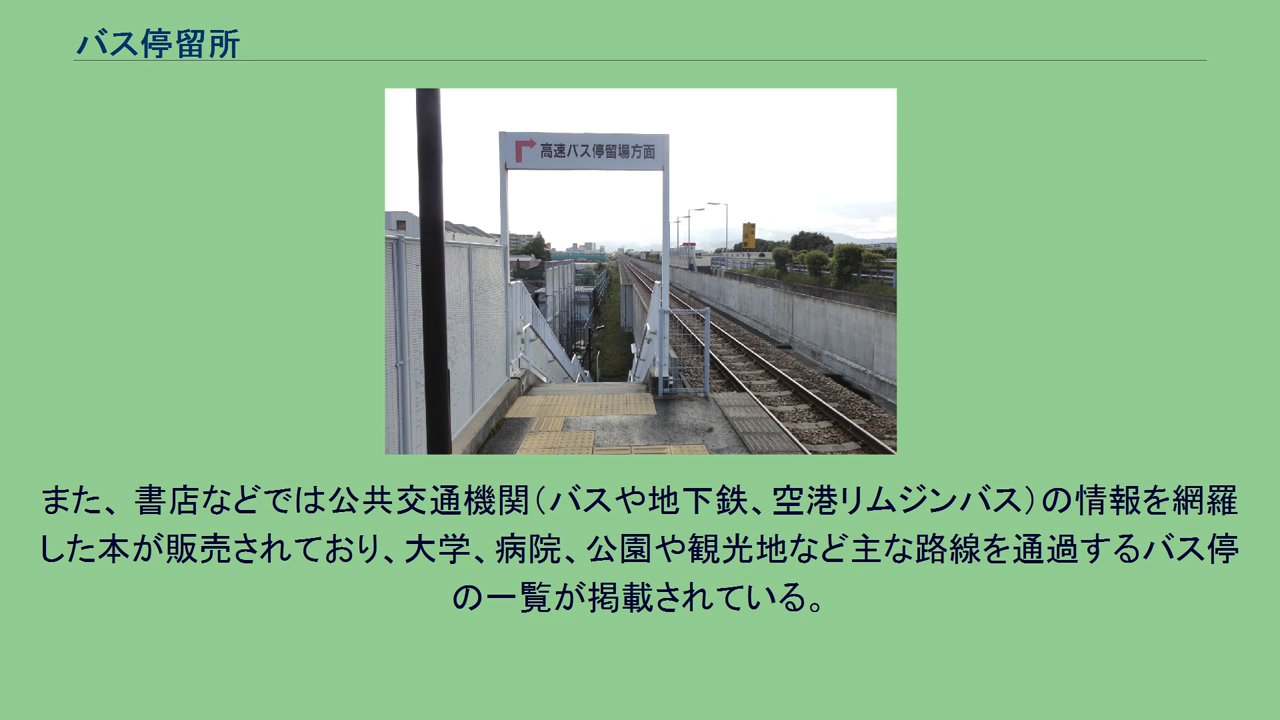 バス停留所
高速バス停留場方面
また、書店などでは公共交通機関（バスや地下鉄、空港リムジンバス）の情報を網羅
した本が販売されており、大学、病院、公園や観光地など主な路線を通過するバス停
の一覧が掲載されている。